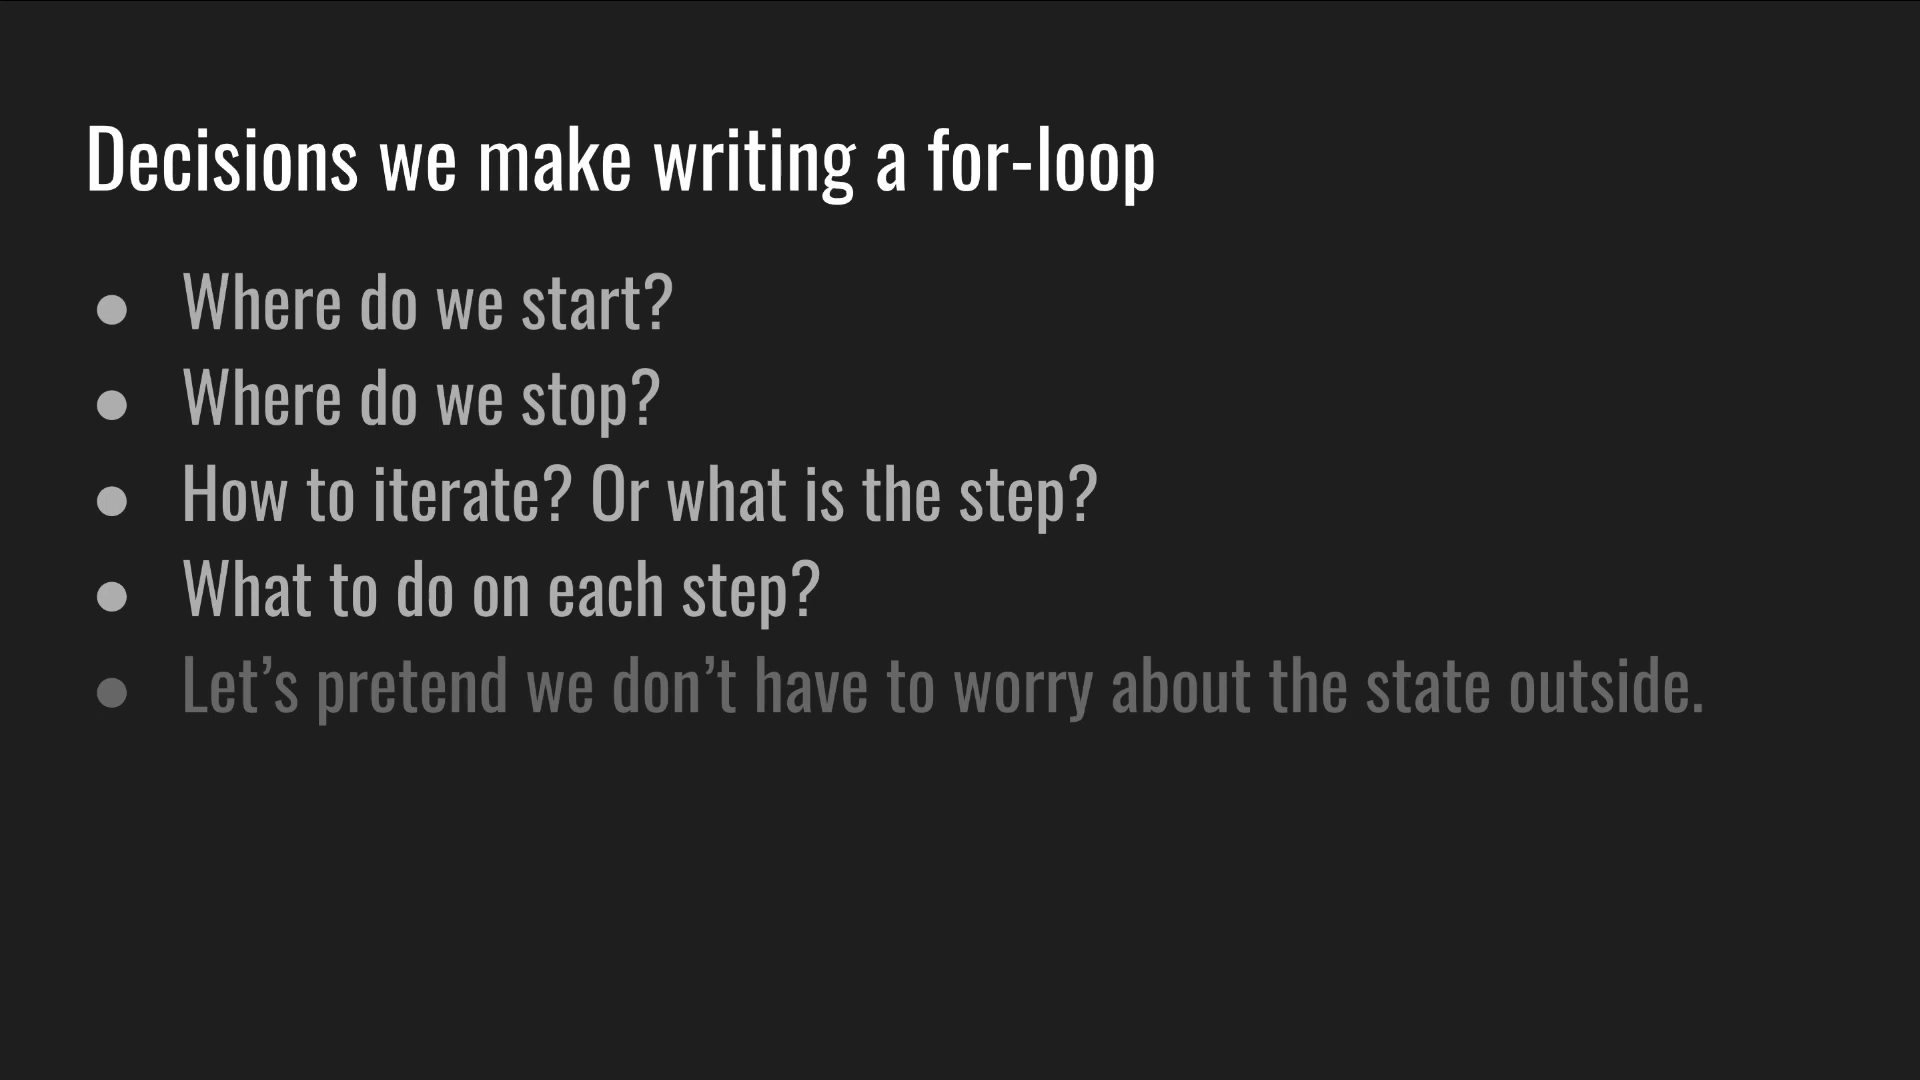 Decisions we make writing a for-loop
● Where do we start?
● Where do we stop?
● How to iterate? Or what is the step?
● What to do on each step?
● Let’s pretend we don’t have to worry about the state outside.